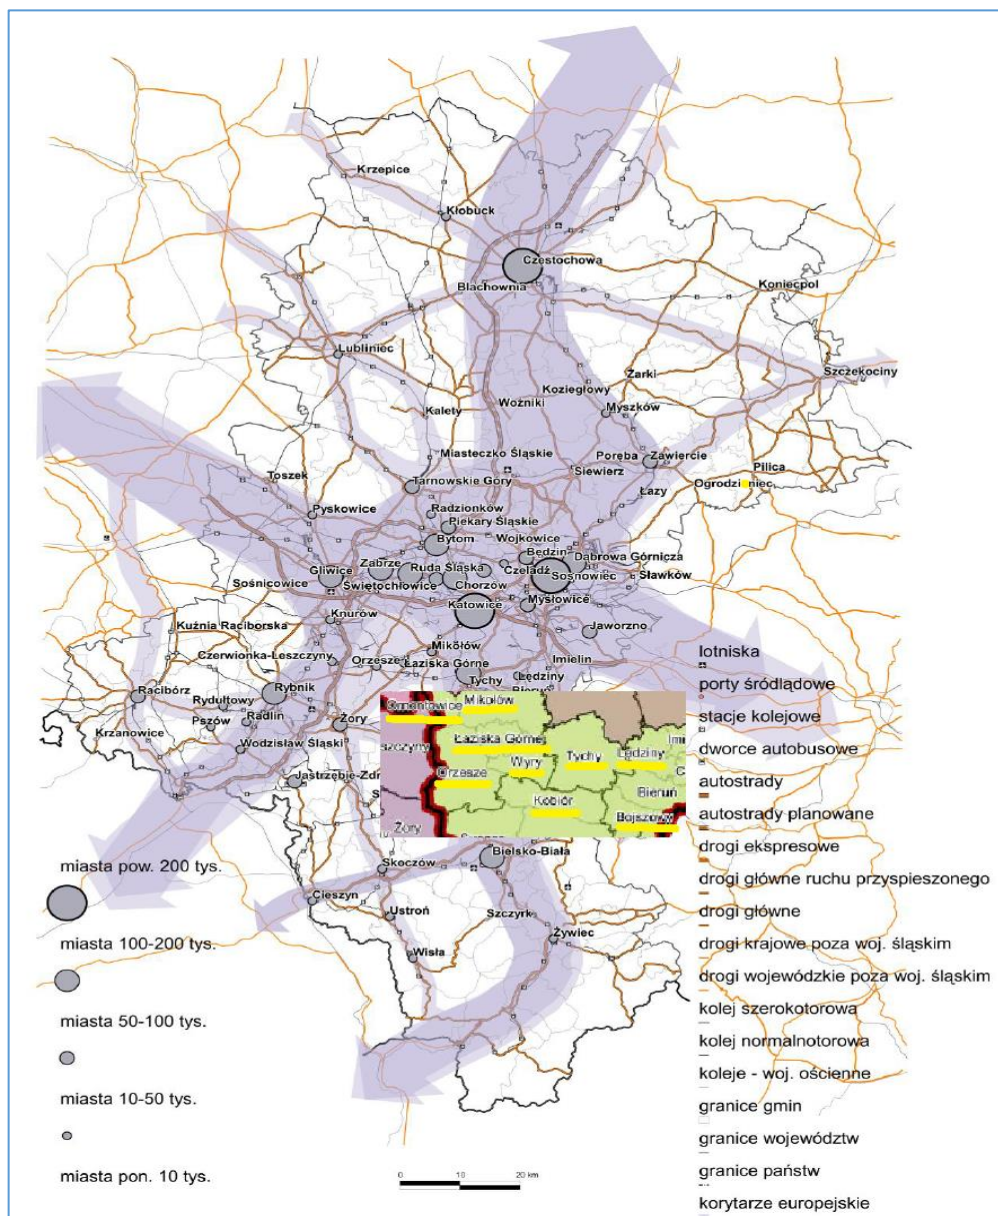 Krzepice
Kłobuck
Częstochowa
Blachownia
Koniecpol
Lubliniec
Szczekociny
Żarki
Koziegłowy
Woźniki
Kalety
Myszków
Miasteczko Śląskie
Poręba
Zawiercie
Siewierz
Pilica
Toszek
Tarnowskie Góry
Ogrodzieniec
Łazy
Radzionków
Pyskowice
Piekary Śląskie
Wojkowice
Bytom
Będzin
Dąbrowa Górnicza
Zabrze
Ruda Śląska
Czeladź
Gliwice
Sosnowiec
Sławków
Sośnicowice
Świętochłowice
Chorzów
Katowice
Mysłowice
Knurów
Kuźnia Raciborska
Jaworzno
Mikołów
Czerwionka-Leszczyny
Orzesze
Łaziska Górne
Imielin
Tychy
Lędziny
Bieruń
Racibórz
Rydułtowy
Rybnik
Pszów
Radlin
Żory
Krzanowice
Wodzisław Śląski
Jastrzębie-Zdr
Ornontowice
Mikołów
Łaziska Górne
szczyny
Wyry
Tychy
Lędziny
Imi
Orzesze
Bieruń
Kobiór
Bojszowy
Żory
Bielsko-Biała
Skoczów
Cieszyn
Ustroń
Szczyrk
Wisła
Żywiec
miasta pow. 200 tys.
miasta 100-200 tys.
miasta 50-100 tys.
miasta 10-50 tys.
miasta pon. 10 tys.
0 10 20 km
lotniska
porty śródlądowe
stacje kolejowe
dworce autobusowe
autostrady
autostrady planowane
drogi ekspresowe
drogi główne ruchu przyspieszonego
drogi główne
drogi krajowe poza woj. śląskim
drogi wojewódzkie poza woj. śląskim
kolej szerokotorowa
kolej normalnotorowa
koleje - woj. ościenne
granice gmin
granice województw
granice państw
korytarze europejskie